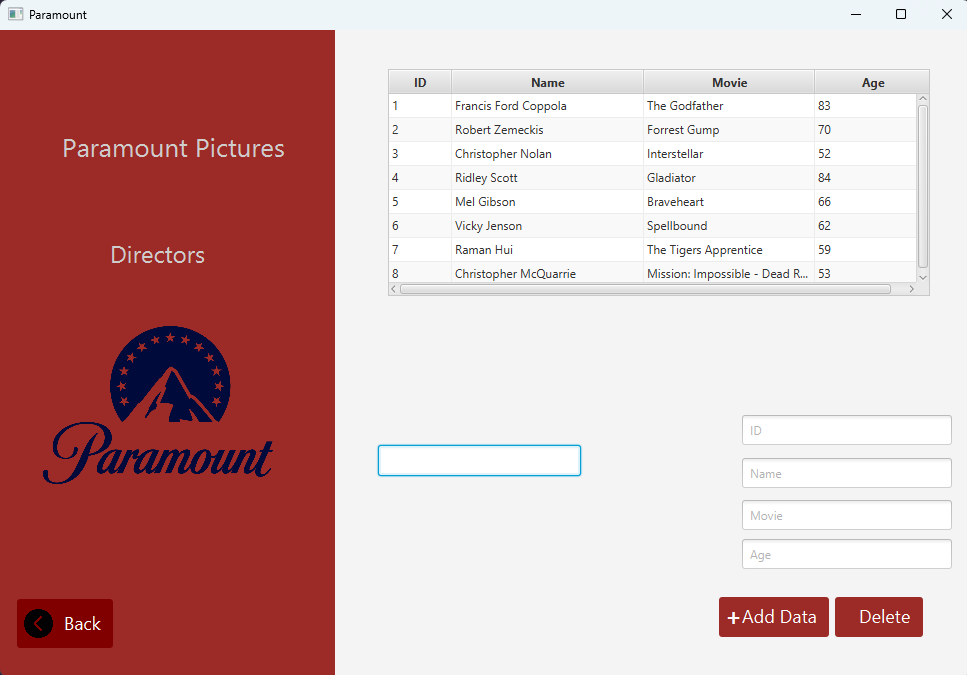 Paramount
Paramount Pictures
Directors
Paramount
Back
ID Name Movie Age
1 Francis Ford Coppola The Godfather 83
2 Robert Zemeckis Forrest Gump 70
3 Christopher Nolan Interstellar 52
4 Ridley Scott Gladiator 84
5 Mel Gibson Braveheart 66
6 Vicky Jenson Spellbound 62
7 Raman Hui The Tigers Apprentice 59
8 Christopher McQuarrie Mission: Impossible - Dead R... 53
ID
Name
Movie
Age
+Add Data
Delete